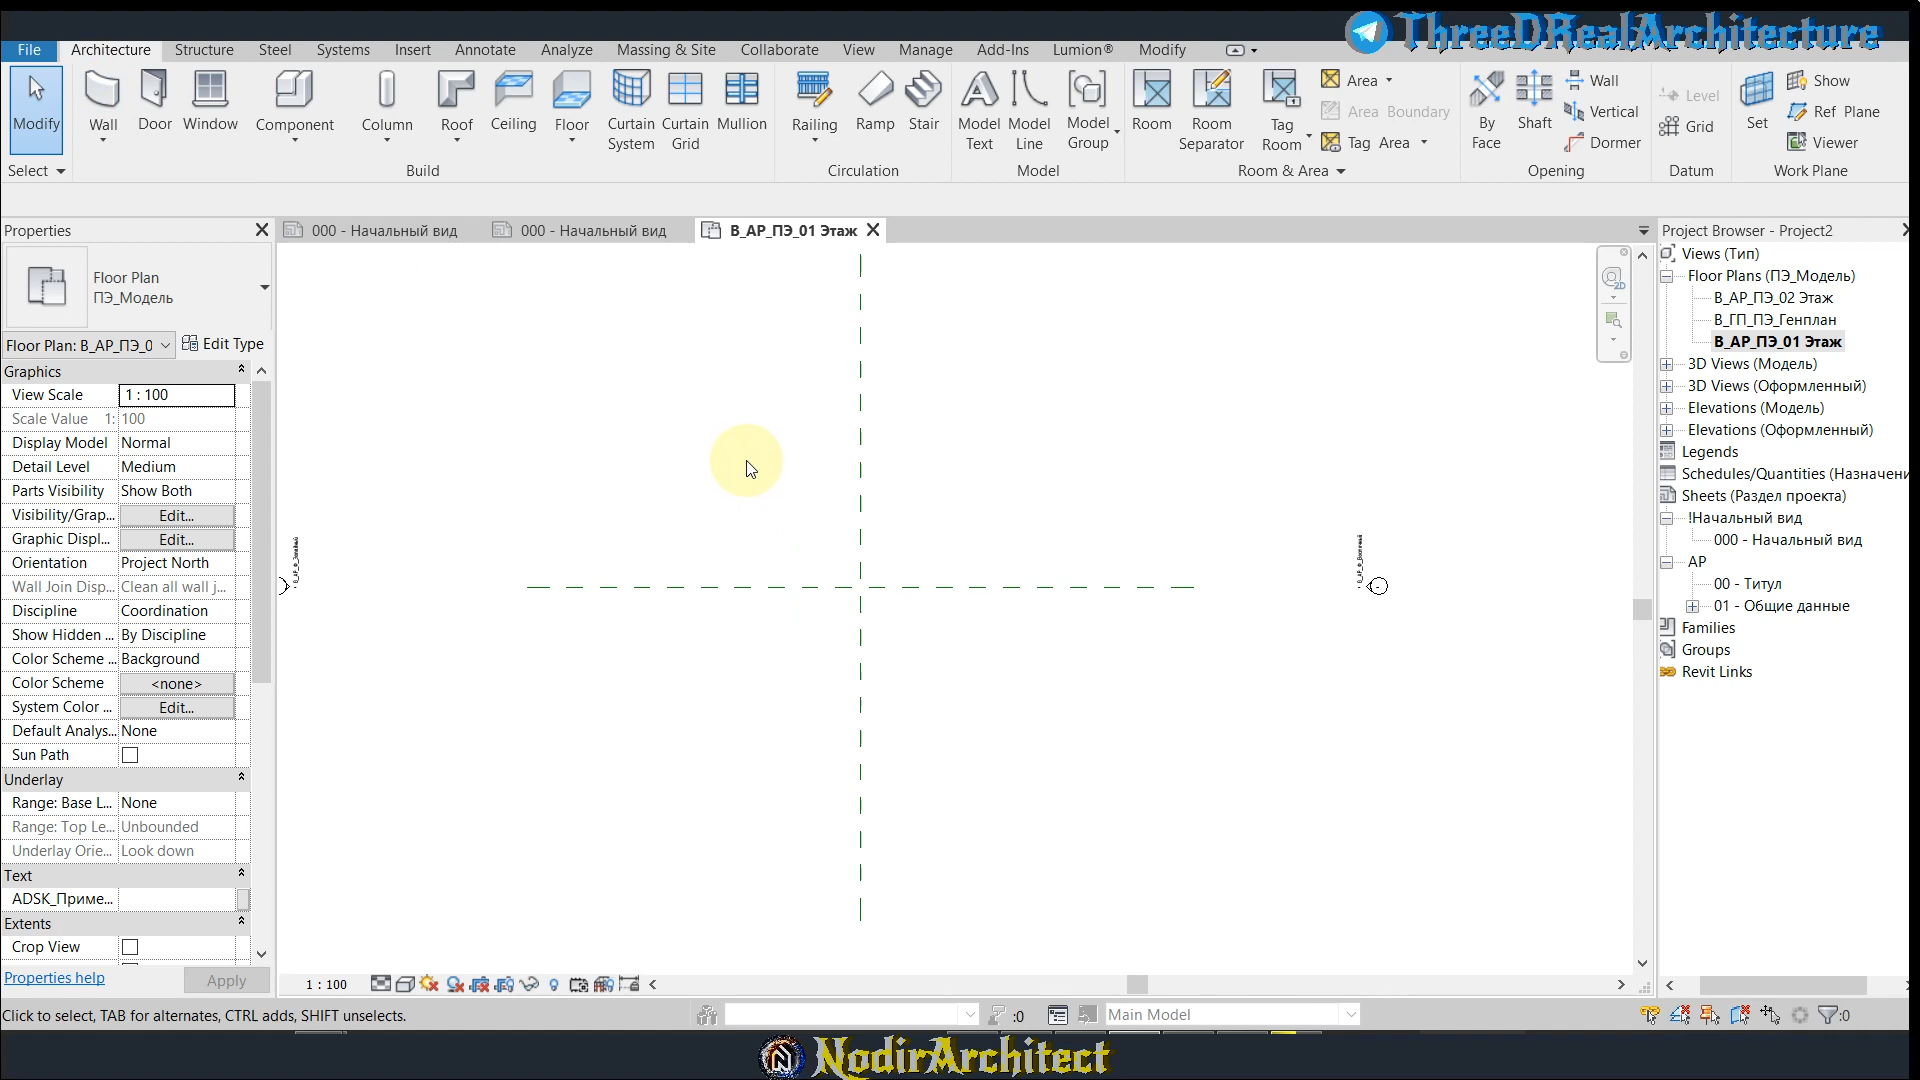 ThreeDRealArchitecture
File Architecture Structure Steel Systems Insert Annotate Analyze Massing & Site Collaborate View Manage Add-Ins Lumion® Modify
Modify Wall Door Window Component Column Roof Ceiling Floor Curtain System Curtain Grid Mullion Railing Ramp Stair Model Text Model Line Model Group Room Room Separator Tag Room
Area
Area Boundary
Tag Area
By Face Shaft
Wall
Vertical
Dormer
Level
Grid
Set
Show
Ref Plane
Viewer
Select Build Circulation Model Room & Area Opening Datum Work Plane
Properties
000 - Начальный вид 000 - Начальный вид В_АР_ПЭ_01 Этаж
Floor Plan
ПЭ_Модель
Floor Plan: В_АР_ПЭ_0 Edit Type
Graphics
View Scale 1 : 100
Scale Value 1: 100
Display Model Normal
Detail Level Medium
Parts Visibility Show Both
Visibility/Grap... Edit...
Graphic Displ... Edit...
Orientation Project North
Wall Join Disp... Clean all wall j...
Discipline Coordination
Show Hidden ... By Discipline
Color Scheme ... Background
Color Scheme <none>
System Color ... Edit...
Default Analys... None
Sun Path
Underlay
Range: Base L... None
Range: Top Le... Unbounded
Underlay Orie... Look down
Text
ADSK_Приме...
Extents
Crop View
Properties help Apply
2D
Project Browser - Project2
Views (Тип)
Floor Plans (ПЭ_Модель)
В_АР_ПЭ_02 Этаж
В_ГП_ПЭ_Генплан
В_АР_ПЭ_01 Этаж
3D Views (Модель)
3D Views (Оформленный)
Elevations (Модель)
Elevations (Оформленный)
Legends
Schedules/Quantities (Назначени
Sheets (Раздел проекта)
!Начальный вид
000 - Начальный вид
АР
00 - Титул
01 - Общие данные
Families
Groups
Revit Links
1 : 100
Click to select, TAB for alternates, CTRL adds, SHIFT unselects. :0 Main Model :0
NodirArchitect